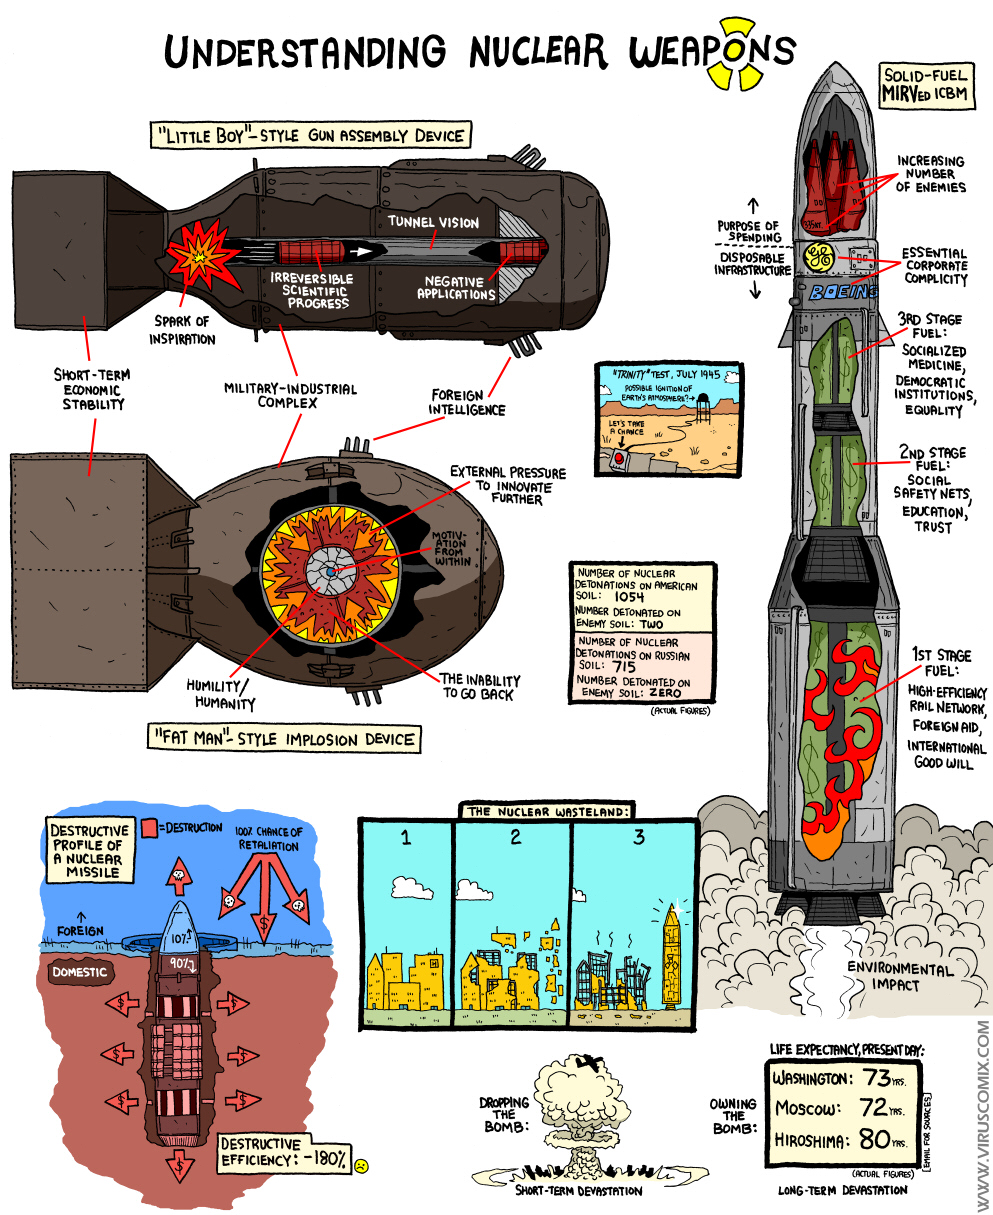 UNDERSTANDING NUCLEAR WEAPONS
"LITTLE BOY"-STYLE GUN ASSEMBLY DEVICE
TUNNEL VISION
IRREVERSIBLE
SCIENTIFIC
PROGRESS
NEGATIVE
APPLICATIONS
SPARK OF
INSPIRATION
SHORT-TERM
ECONOMIC
STABILITY
MILITARY-INDUSTRIAL
COMPLEX
FOREIGN
INTELLIGENCE
EXTERNAL PRESSURE
TO INNOVATE
FURTHER
MOTIV-
ATION
FROM
WITHIN
HUMILITY/
HUMANITY
THE INABILITY
TO GO BACK
"FAT MAN"-STYLE IMPLOSION DEVICE
"TRINITY" TEST, JULY 1945
POSSIBLE IGNITION OF
EARTH'S ATMOSPHERE?→
LET'S TAKE
A CHANCE
NUMBER OF NUCLEAR
DETONATIONS ON AMERICAN
SOIL: 1054
NUMBER DETONATED ON
ENEMY SOIL: TWO
NUMBER OF NUCLEAR
DETONATIONS ON RUSSIAN
SOIL: 715
NUMBER DETONATED ON
ENEMY SOIL: ZERO
(ACTUAL FIGURES)
SOLID-FUEL
MIRVED ICBM
INCREASING
NUMBER
OF ENEMIES
PURPOSE OF
SPENDING
DISPOSABLE
INFRASTRUCTURE
GE
BOEING
ESSENTIAL
CORPORATE
COMPLICITY
3RD STAGE
FUEL:
SOCIALIZED
MEDICINE,
DEMOCRATIC
INSTITUTIONS,
EQUALITY
2ND STAGE
FUEL:
SOCIAL
SAFETY NETS,
EDUCATION,
TRUST
1ST STAGE
FUEL:
HIGH-EFFICIENCY
RAIL NETWORK,
FOREIGN AID,
INTERNATIONAL
GOOD WILL
ENVIRONMENTAL
IMPACT
DESTRUCTIVE
PROFILE OF
A NUCLEAR
MISSILE
=DESTRUCTION
100% CHANCE OF
RETALIATION
↑
FOREIGN
10%
90%
DOMESTIC
DESTRUCTIVE
EFFICIENCY: -180%
THE NUCLEAR WASTELAND:
1
2
3
DROPPING
THE
BOMB:
SHORT-TERM DEVASTATION
OWNING
THE
BOMB:
LIFE EXPECTANCY, PRESENT DAY:
WASHINGTON: 73 YRS.
MOSCOW: 72 YRS.
HIROSHIMA: 80 YRS.
(ACTUAL FIGURES)
[EMAIL FOR SOURCES]
LONG-TERM DEVASTATION
WWW.VIRUSCOMIX.COM